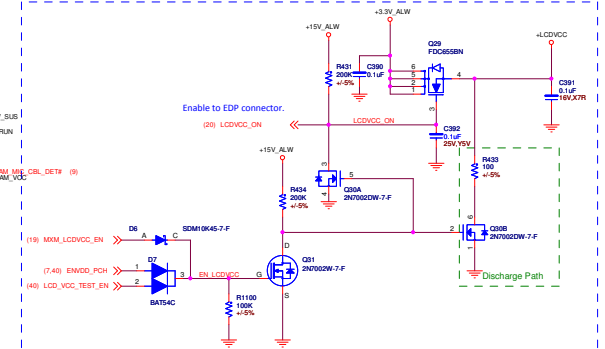 +3.3V_ALW
+15V_ALW
+LCDVCC
Q29
FDC655BN
R431
200K
+/-5%
C390
0.1uF
6
5
2
1
4
3
C391
0.1uF
16V,X7R
Enable to EDP connector.
(20) LCDVCC_ON
LCDVCC_ON
C392
0.1uF
25V,Y5V
_SUS
RUN
+15V_ALW
AM_MIC_CBL_DET# (9)
AM_VCC
R433
100
+/-5%
3
5
4
Q30A
2N7002DW-7-F
R434
200K
+/-5%
6
2
1
Q30B
2N7002DW-7-F
D6
SDM10K45-7-F
(19) MXM_LCDVCC_EN
A
C
D7
(7,40) ENVDD_PCH
1
(40) LCD_VCC_TEST_EN
2
3
BAT54C
EN_LCDVCC
D
G
S
Q31
2N7002W-7-F
Discharge Path
R1100
100K
+/-5%